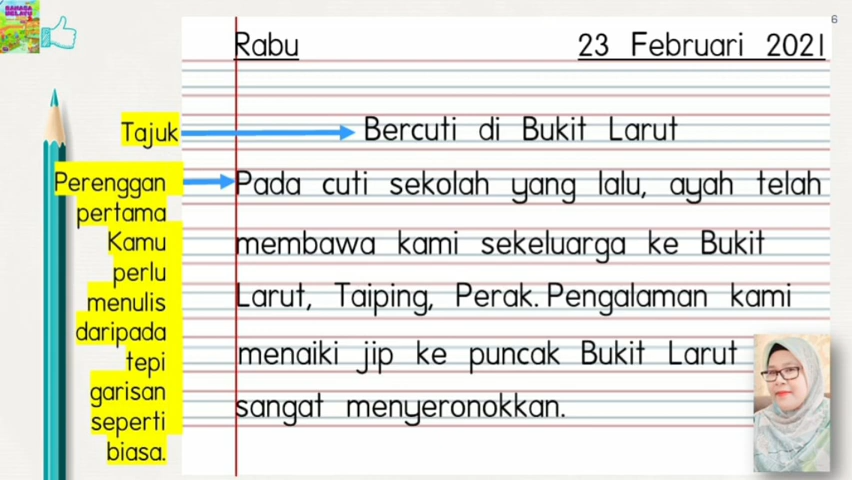 6
Rabu 23 Februari 2021
Tajuk
Bercuti di Bukit Larut
Perenggan
pertama
Kamu
perlu
menulis
daripada
tepi
garisan
seperti
biasa.
Pada cuti sekolah yang lalu, ayah telah
membawa kami sekeluarga ke Bukit
Larut, Taiping, Perak. Pengalaman kami
menaiki jip ke puncak Bukit Larut
sangat menyeronokkan.
BAHASA
MELAYU